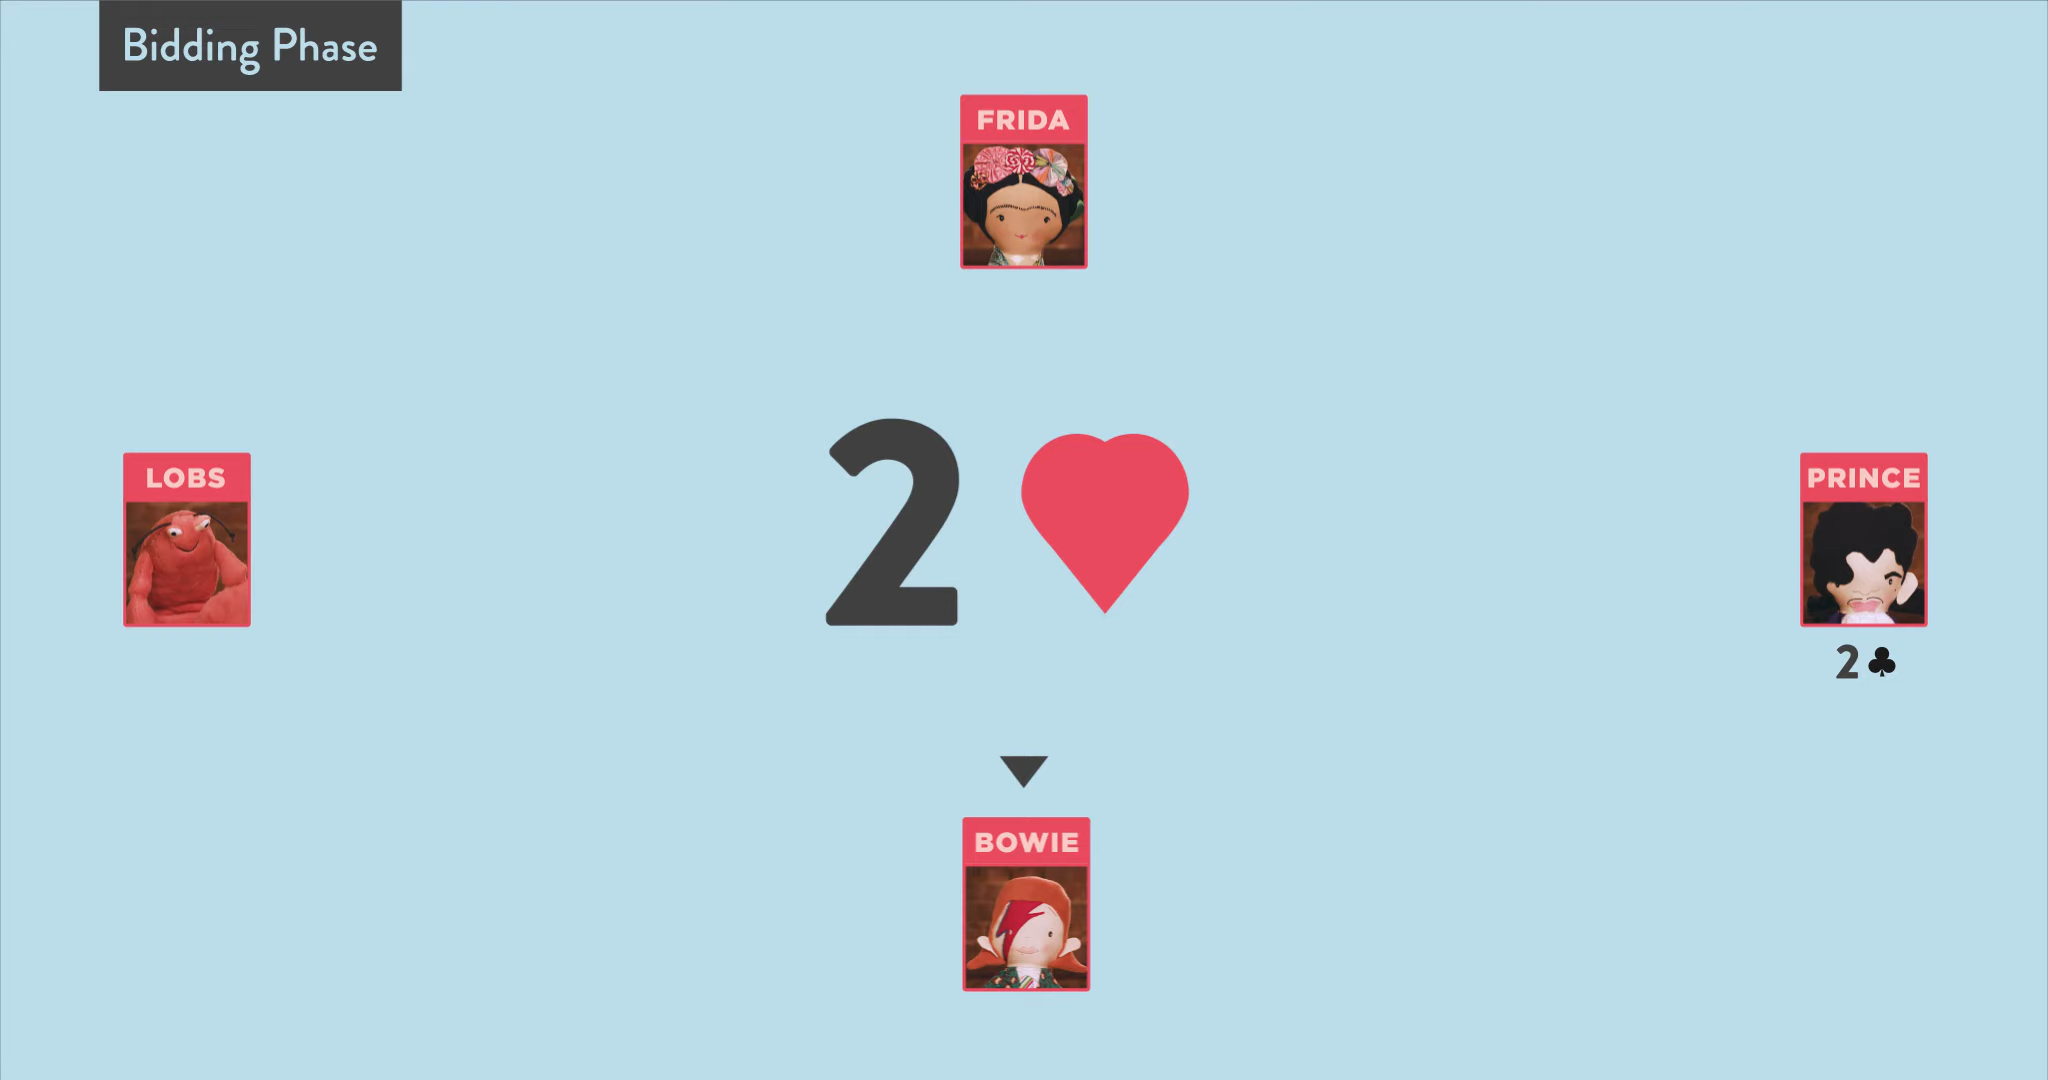 Bidding Phase
FRIDA
LOBS
2
PRINCE
2
BOWIE